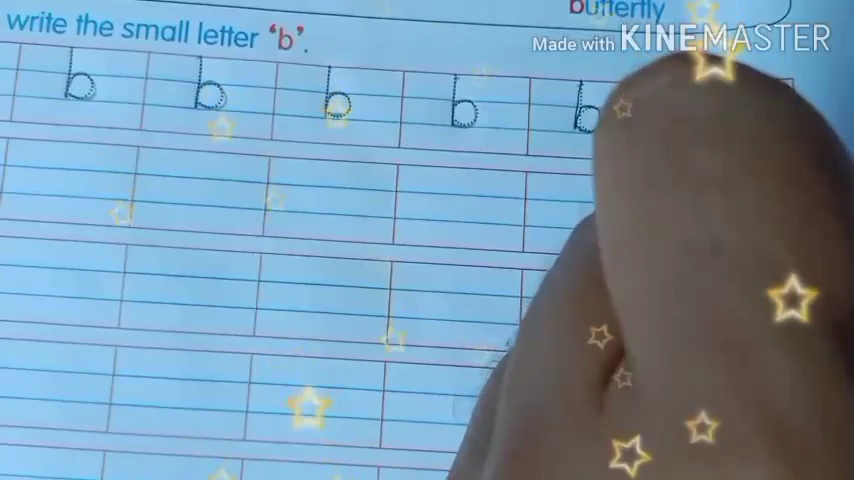 butterfly
Made with KINEMASTER
write the small letter ‘b’.
b b b b b